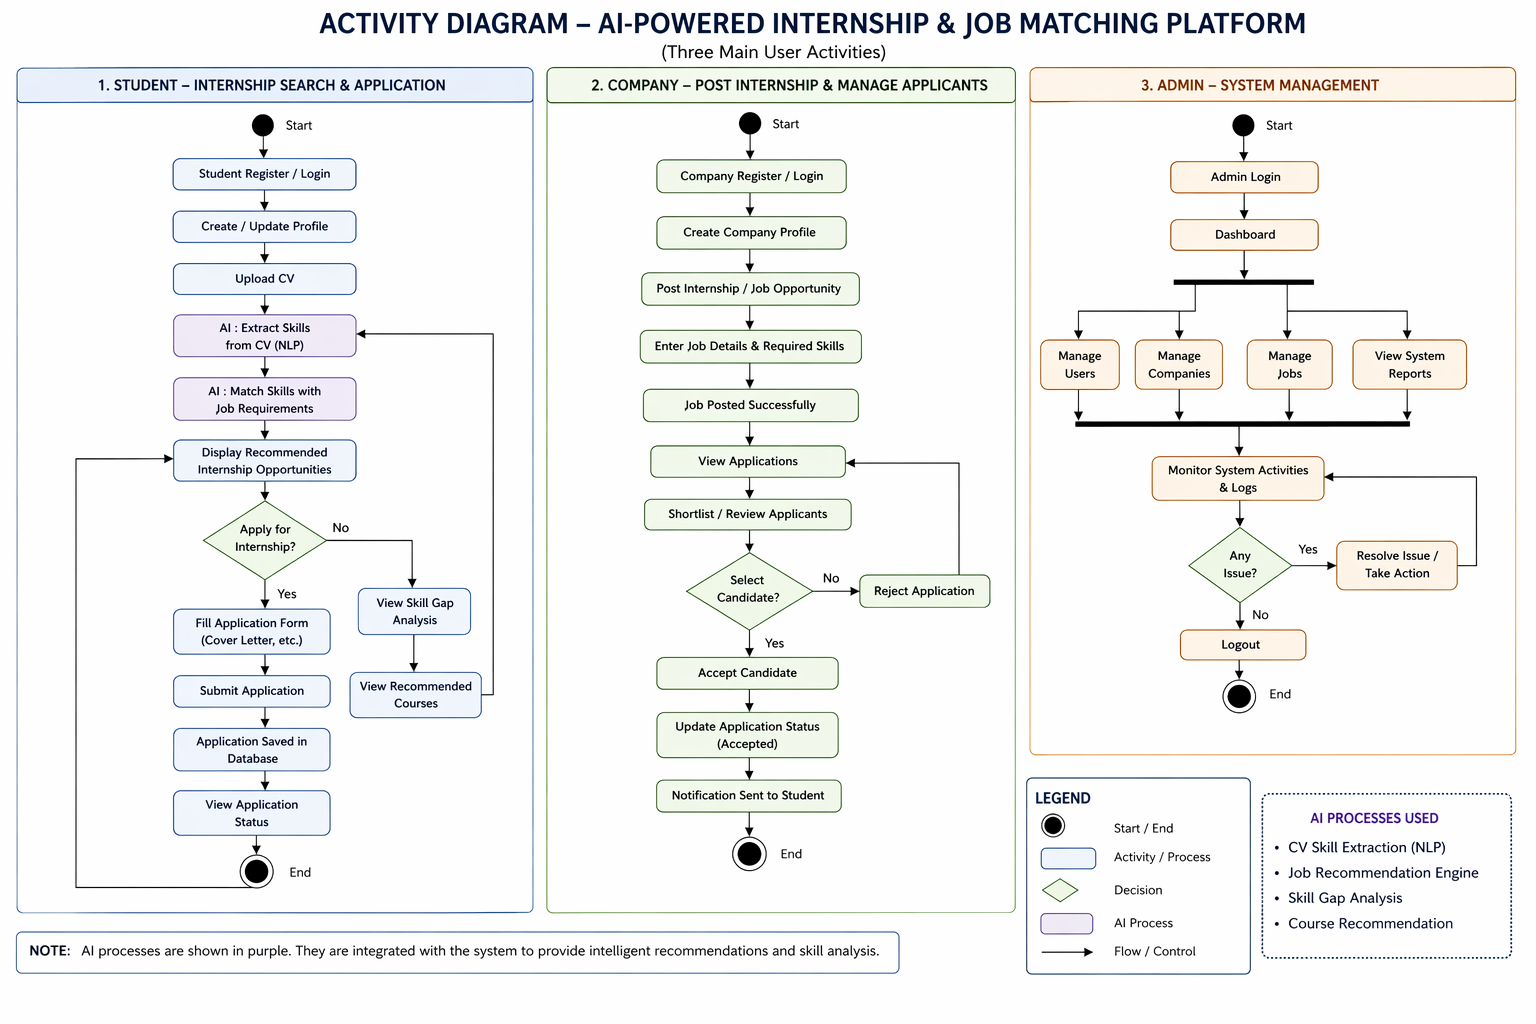 ACTIVITY DIAGRAM – AI-POWERED INTERNSHIP & JOB MATCHING PLATFORM
(Three Main User Activities)
1. STUDENT – INTERNSHIP SEARCH & APPLICATION
Start
Student Register / Login
Create / Update Profile
Upload CV
AI : Extract Skills
from CV (NLP)
AI : Match Skills with
Job Requirements
Display Recommended
Internship Opportunities
Apply for
Internship?
No
Yes
View Skill Gap
Analysis
Fill Application Form
(Cover Letter, etc.)
View Recommended
Courses
Submit Application
Application Saved in
Database
View Application
Status
End
2. COMPANY – POST INTERNSHIP & MANAGE APPLICANTS
Start
Company Register / Login
Create Company Profile
Post Internship / Job Opportunity
Enter Job Details & Required Skills
Job Posted Successfully
View Applications
Shortlist / Review Applicants
Select
Candidate?
No
Reject Application
Yes
Accept Candidate
Update Application Status
(Accepted)
Notification Sent to Student
End
3. ADMIN – SYSTEM MANAGEMENT
Start
Admin Login
Dashboard
Manage
Users
Manage
Companies
Manage
Jobs
View System
Reports
Monitor System Activities
& Logs
Any
Issue?
Yes
Resolve Issue /
Take Action
No
Logout
End
LEGEND
Start / End
Activity / Process
Decision
AI Process
Flow / Control
AI PROCESSES USED
• CV Skill Extraction (NLP)
• Job Recommendation Engine
• Skill Gap Analysis
• Course Recommendation
NOTE: AI processes are shown in purple. They are integrated with the system to provide intelligent recommendations and skill analysis.